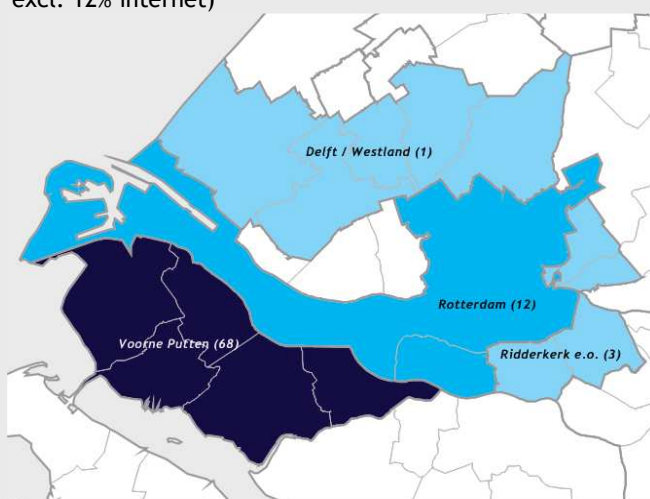 excl. 12% internet)
Delft / Westland (1)
Rotterdam (12)
Voorne Putten (68)
Ridderkerk e.o. (3)